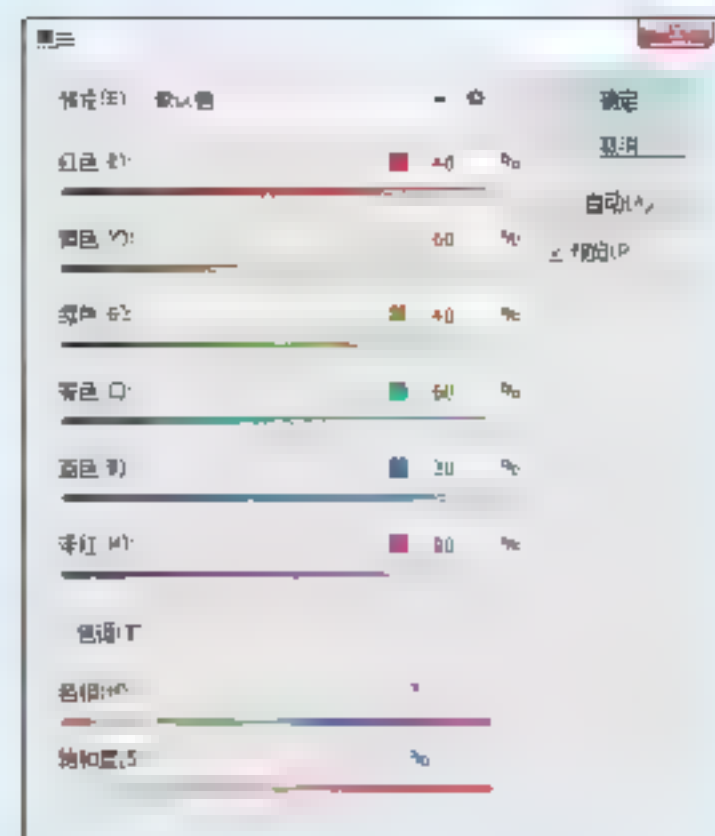 黑白
预设(E): 默认值
确定
红色(R): 40 %
取消
黄色(Y): 60 %
自动(A)
绿色(G): 40 %
预览(P)
青色(C): 60 %
蓝色(B): 20 %
洋红(M): 80 %
色调(T)
色相(H)
饱和度(S) %